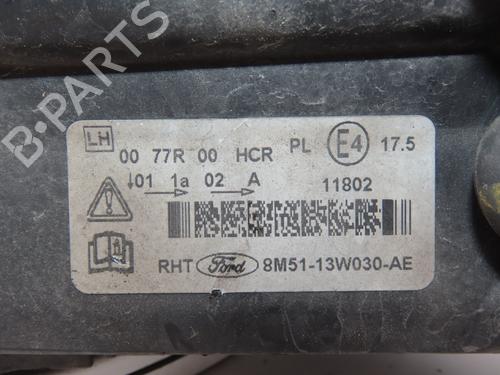 B-PARTS
LH
00 77R 00 HCR PL E4 17.5
↓01 1a 02 A
11802
RHT Ford 8M51-13W030-AE